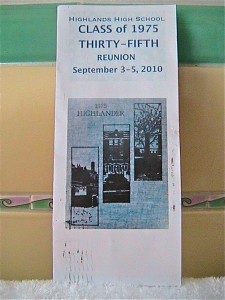 HIGHLANDS HIGH SCHOOL
CLASS of 1975
THIRTY-FIFTH
REUNION
September 3-5, 2010
1975
HIGHLANDER